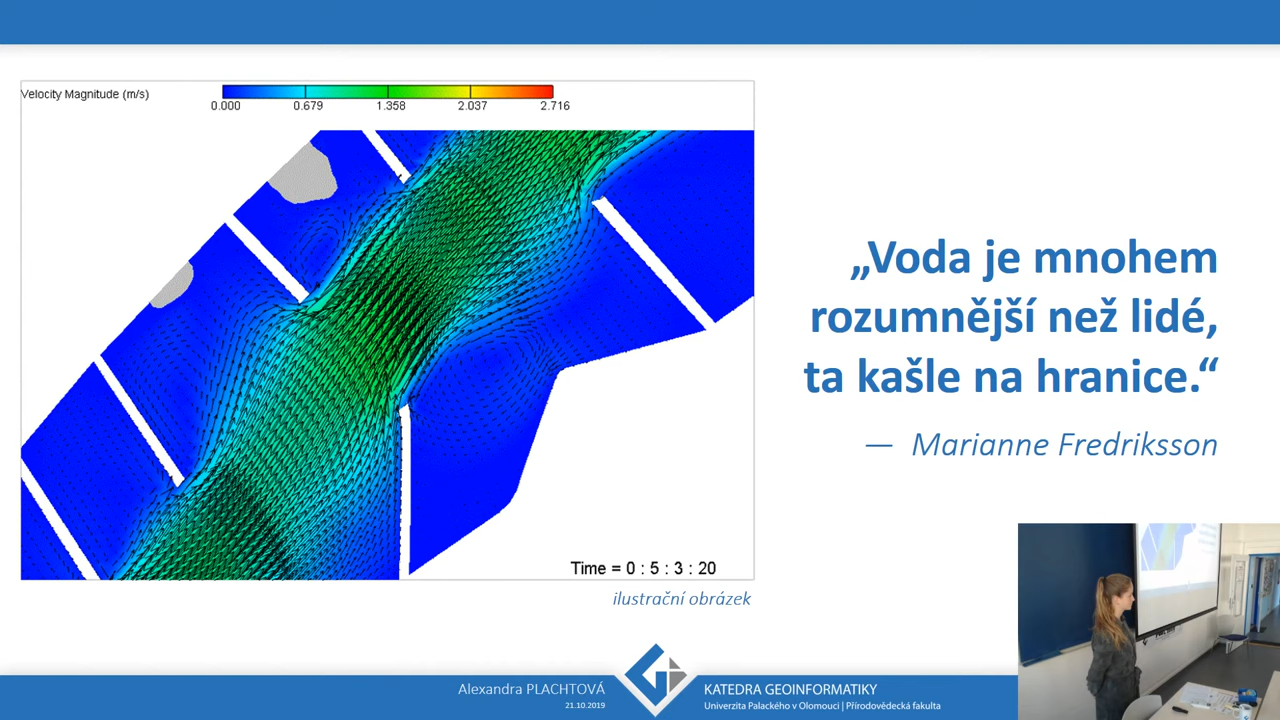 Velocity Magnitude (m/s)
0.000 0.679 1.358 2.037 2.716
Time = 0 : 5 : 3 : 20
ilustrační obrázek
„Voda je mnohem
rozumnější než lidé,
ta kašle na hranice.“
— Marianne Fredriksson
Alexandra PLACHTOVÁ
21.10.2019
KATEDRA GEOINFORMATIKY
Univerzita Palackého v Olomouci | Přírodovědecká fakulta